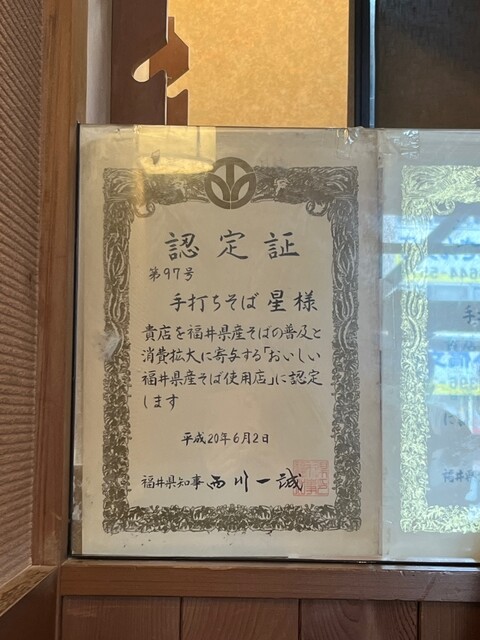 認定証
第97号
手打ちそば 星 様
貴店を福井県産そばの普及と
消費拡大に寄与する「おいしい
福井県産そば使用店」に認定
します
平成20年6月2日
福井県知事 西川一誠